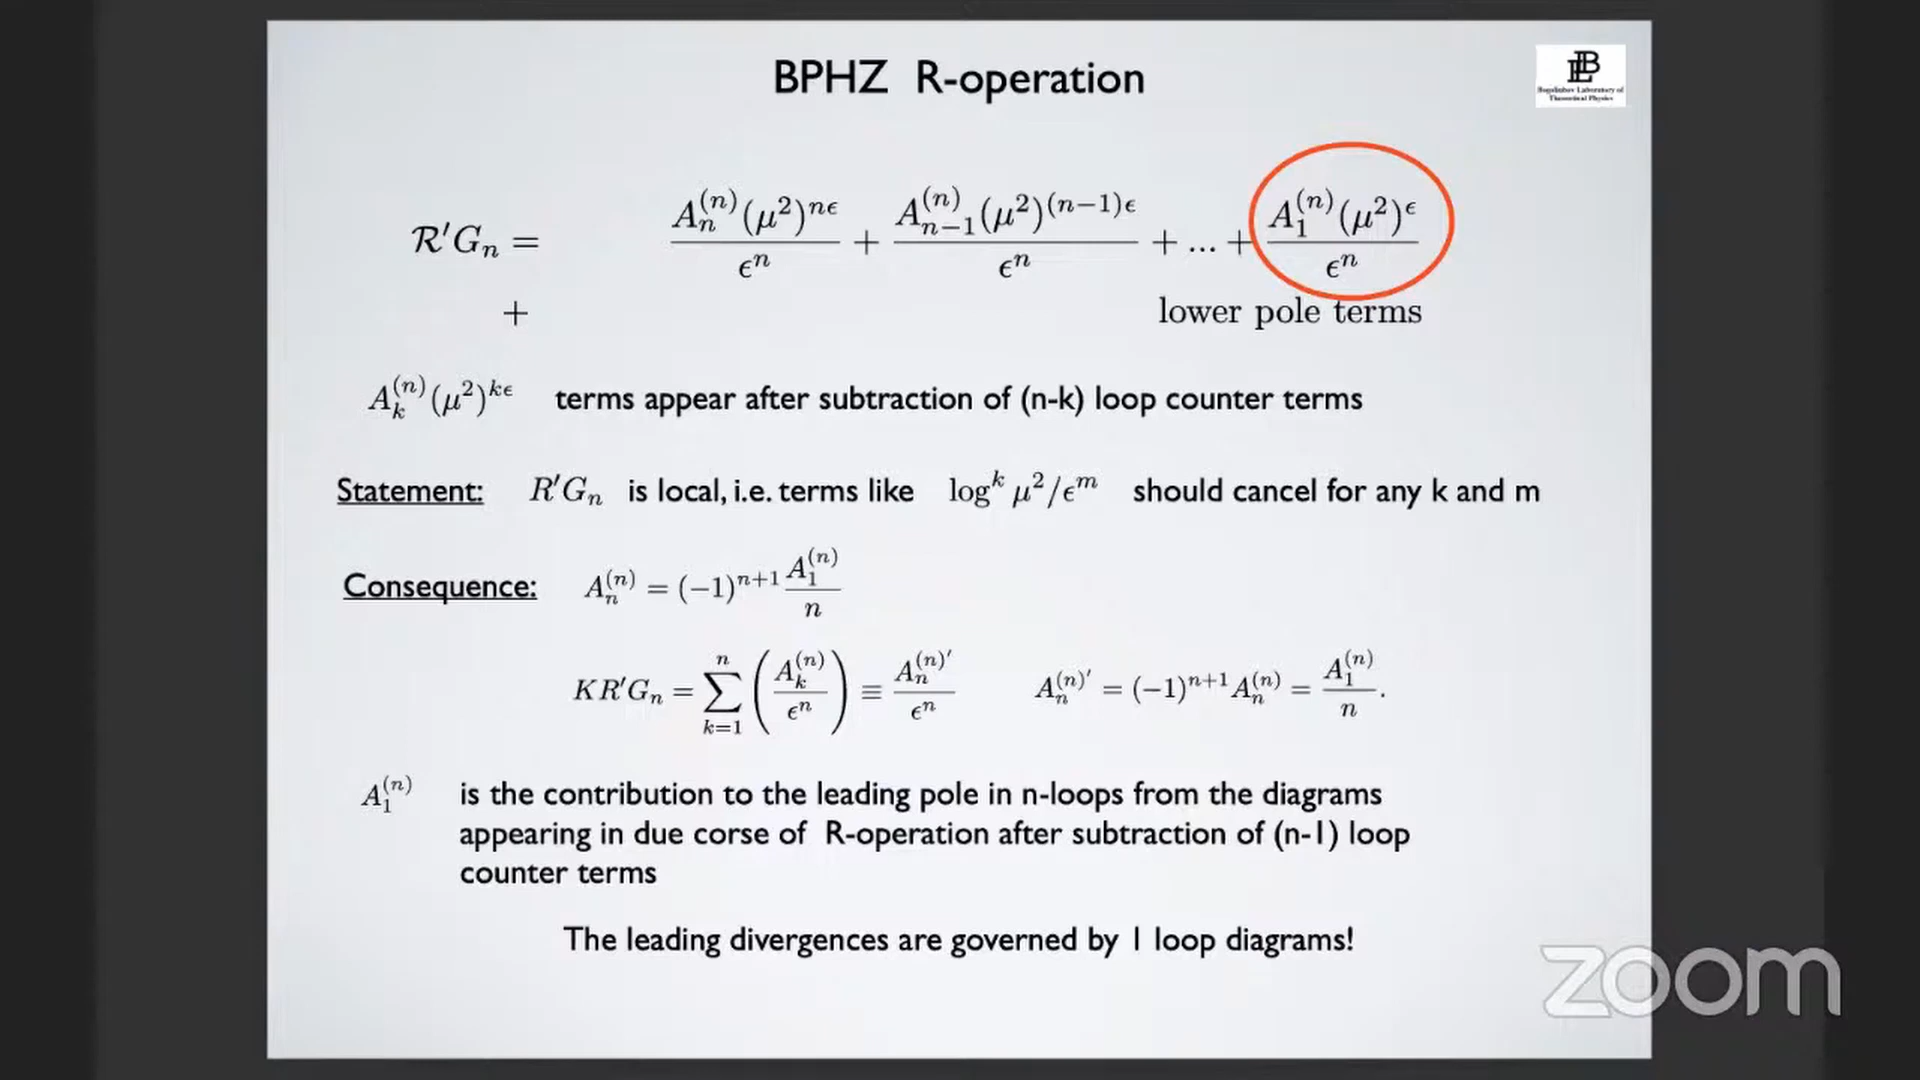 BPHZ R-operation
Bogoliubov Laboratory of
Theoretical Physics
$\mathcal{R}'G_n = \frac{A_n^{(n)}(\mu^2)^{n\epsilon}}{\epsilon^n} + \frac{A_{n-1}^{(n)}(\mu^2)^{(n-1)\epsilon}}{\epsilon^n} + ... + \frac{A_1^{(n)}(\mu^2)^{\epsilon}}{\epsilon^n}$
+ lower pole terms
$A_k^{(n)}(\mu^2)^{k\epsilon}$ terms appear after subtraction of (n-k) loop counter terms
Statement: $R'G_n$ is local, i.e. terms like $\log^k \mu^2/\epsilon^m$ should cancel for any k and m
Consequence: $A_n^{(n)} = (-1)^{n+1}\frac{A_1^{(n)}}{n}$
$KR'G_n = \sum_{k=1}^{n}\left(\frac{A_k^{(n)}}{\epsilon^n}\right) \equiv \frac{A_n^{(n)'}}{\epsilon^n}$ $A_n^{(n)'} = (-1)^{n+1}A_n^{(n)} = \frac{A_1^{(n)}}{n}.$
$A_1^{(n)}$ is the contribution to the leading pole in n-loops from the diagrams
appearing in due corse of R-operation after subtraction of (n-1) loop
counter terms
The leading divergences are governed by 1 loop diagrams!
zoom